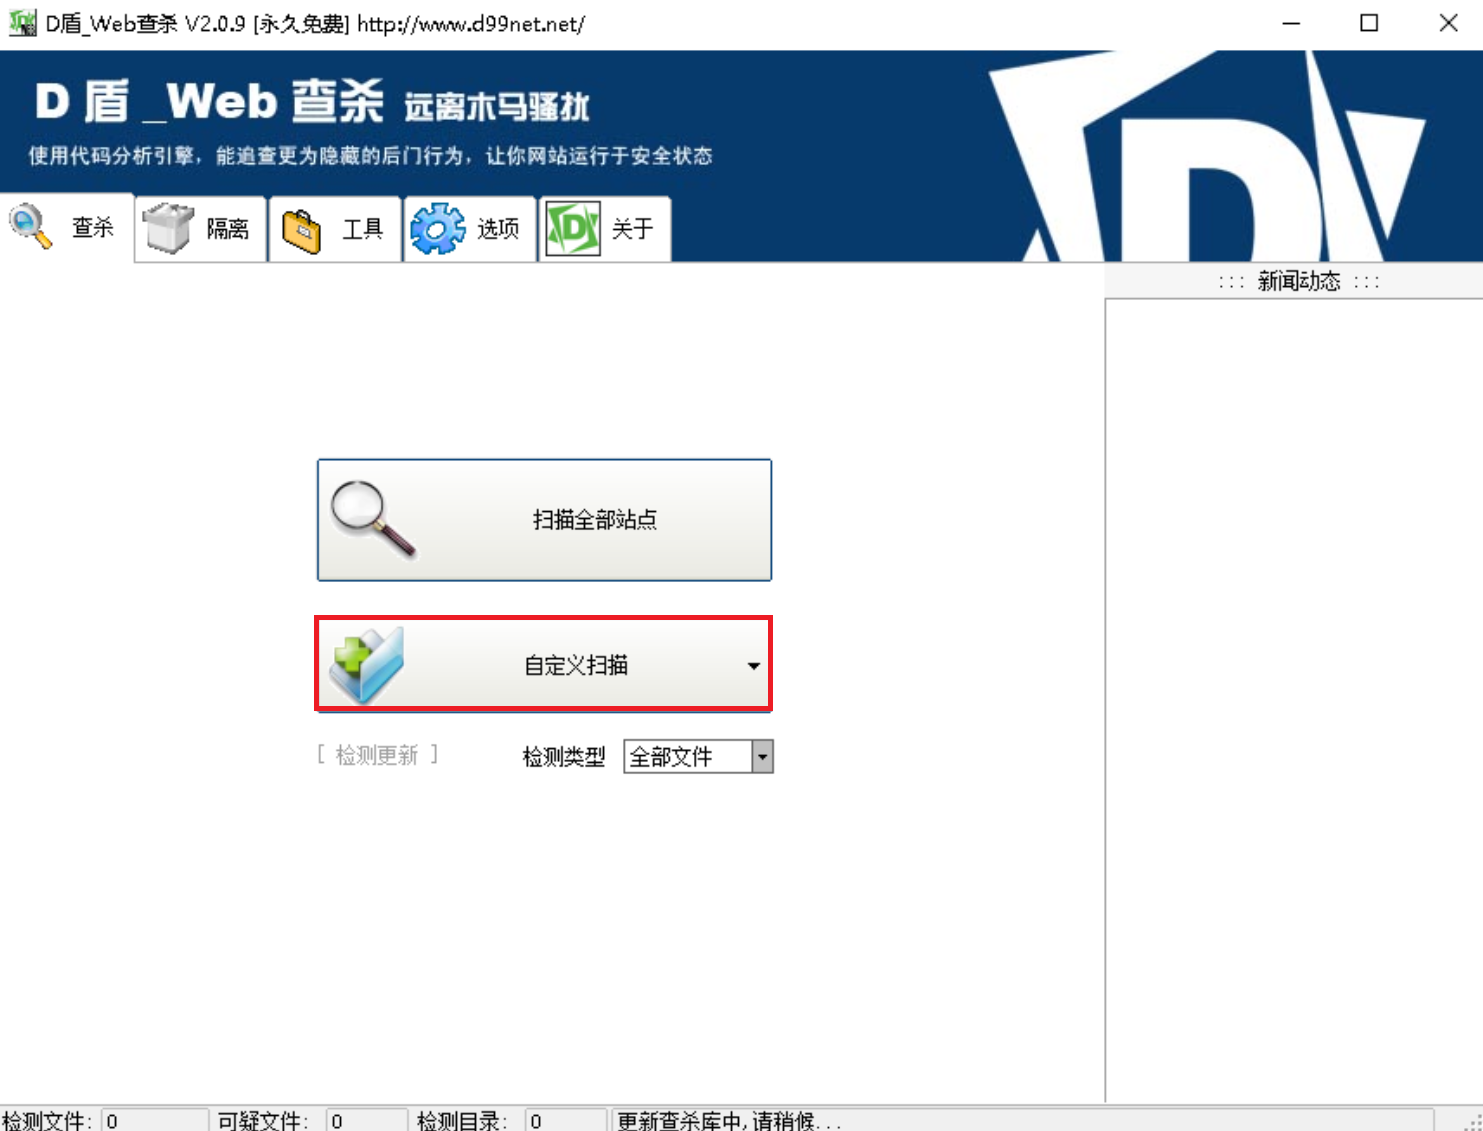 D盾_Web查杀 V2.0.9 [永久免费] http://www.d99net.net/
D盾_Web查杀 远离木马骚扰
使用代码分析引擎，能追查更为隐藏的后门行为，让你网站运行于安全状态
查杀 隔离 工具 选项 关于
::: 新闻动态 :::
扫描全部站点
自定义扫描
[ 检测更新 ] 检测类型 全部文件
检测文件: 0 可疑文件: 0 检测目录: 0 更新查杀库中,请稍候...